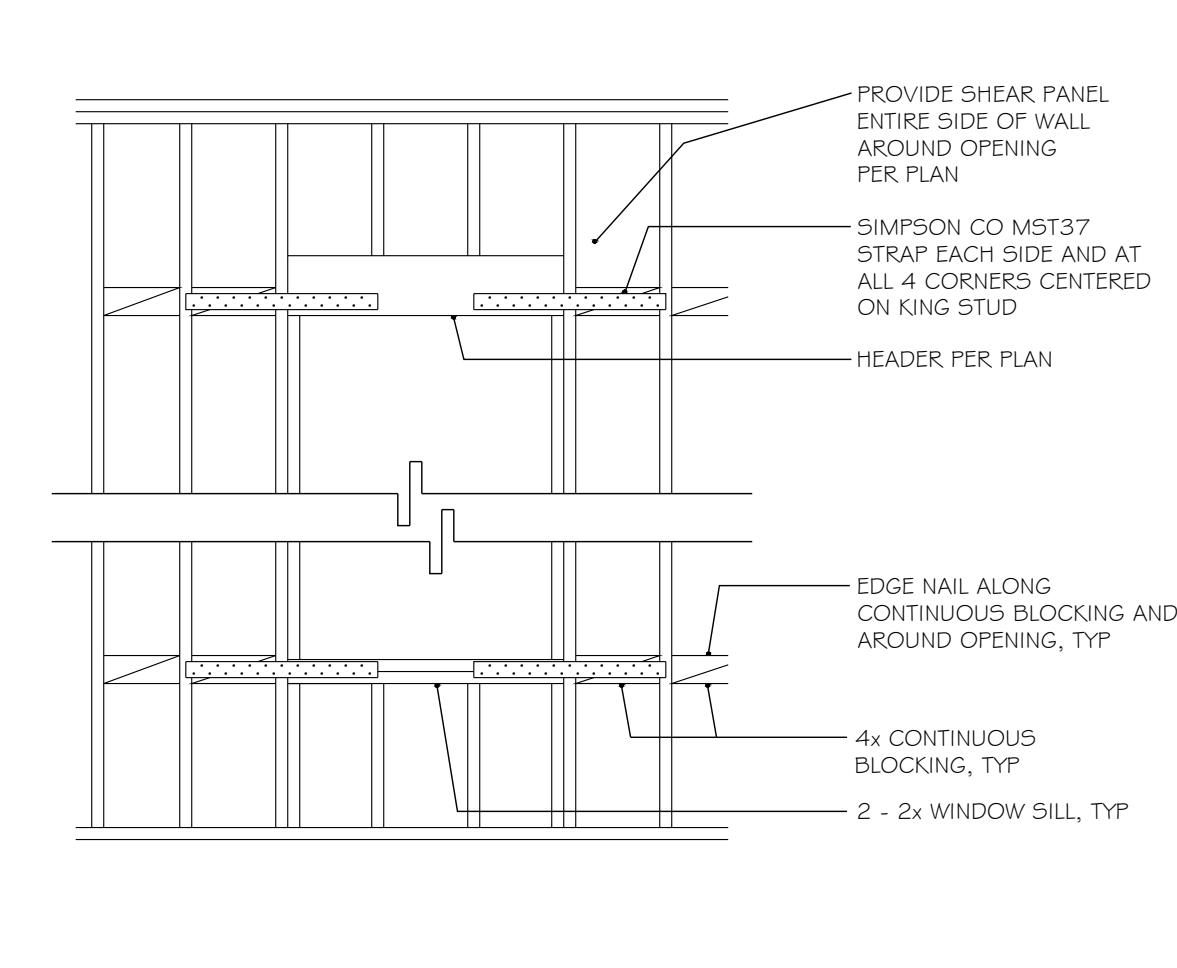 PROVIDE SHEAR PANEL
ENTIRE SIDE OF WALL
AROUND OPENING
PER PLAN
SIMPSON CO MST37
STRAP EACH SIDE AND AT
ALL 4 CORNERS CENTERED
ON KING STUD
HEADER PER PLAN
EDGE NAIL ALONG
CONTINUOUS BLOCKING AND
AROUND OPENING, TYP
4x CONTINUOUS
BLOCKING, TYP
2 - 2x WINDOW SILL, TYP